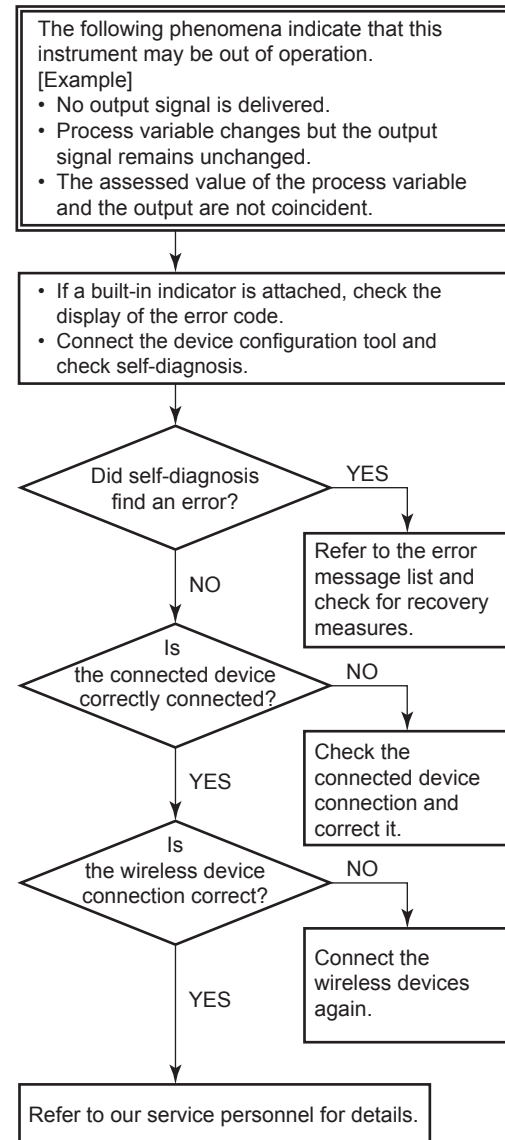 The following phenomena indicate that this
instrument may be out of operation.
[Example]
• No output signal is delivered.
• Process variable changes but the output
signal remains unchanged.
• The assessed value of the process variable
and the output are not coincident.
• If a built-in indicator is attached, check the
display of the error code.
• Connect the device configuration tool and
check self-diagnosis.
Did self-diagnosis
find an error?
YES
Refer to the error
message list and
check for recovery
measures.
NO
Is
the connected device
correctly connected?
NO
Check the
connected device
connection and
correct it.
YES
Is
the wireless device
connection correct?
NO
Connect the
wireless devices
again.
YES
Refer to our service personnel for details.